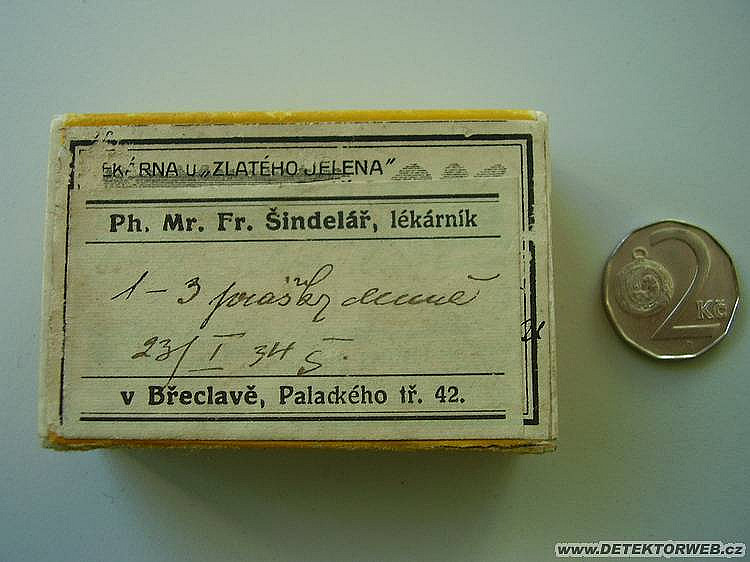 LÉKÁRNA u „ZLATÉHO JELENA"
Ph. Mr. Fr. Šindelář, lékárník
1 – 3 prášky denně
23/I 34 Š.
v Břeclavě, Palackého tř. 42.
2 Kč
www.DETEKTORWEB.cz